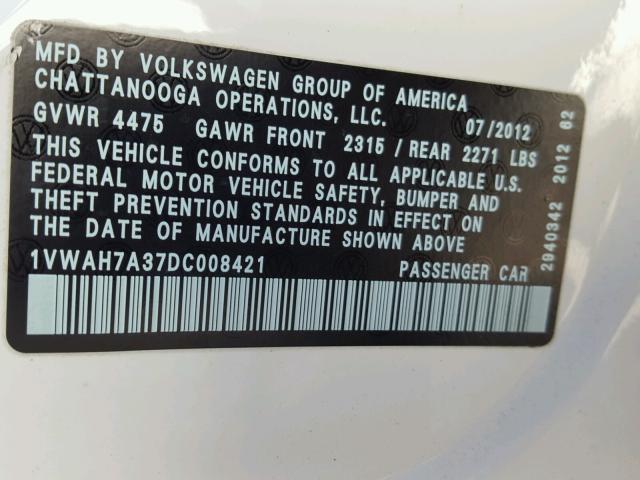 MFD BY VOLKSWAGEN GROUP OF AMERICA
CHATTANOOGA OPERATIONS, LLC.
07/2012
GVWR 4475 GAWR FRONT 2315 / REAR 2271 LBS
THIS VEHICLE CONFORMS TO ALL APPLICABLE U.S.
FEDERAL MOTOR VEHICLE SAFETY, BUMPER AND
THEFT PREVENTION STANDARDS IN EFFECT ON
THE DATE OF MANUFACTURE SHOWN ABOVE
1VWAH7A37DC008421 PASSENGER CAR
2940342 2012 62